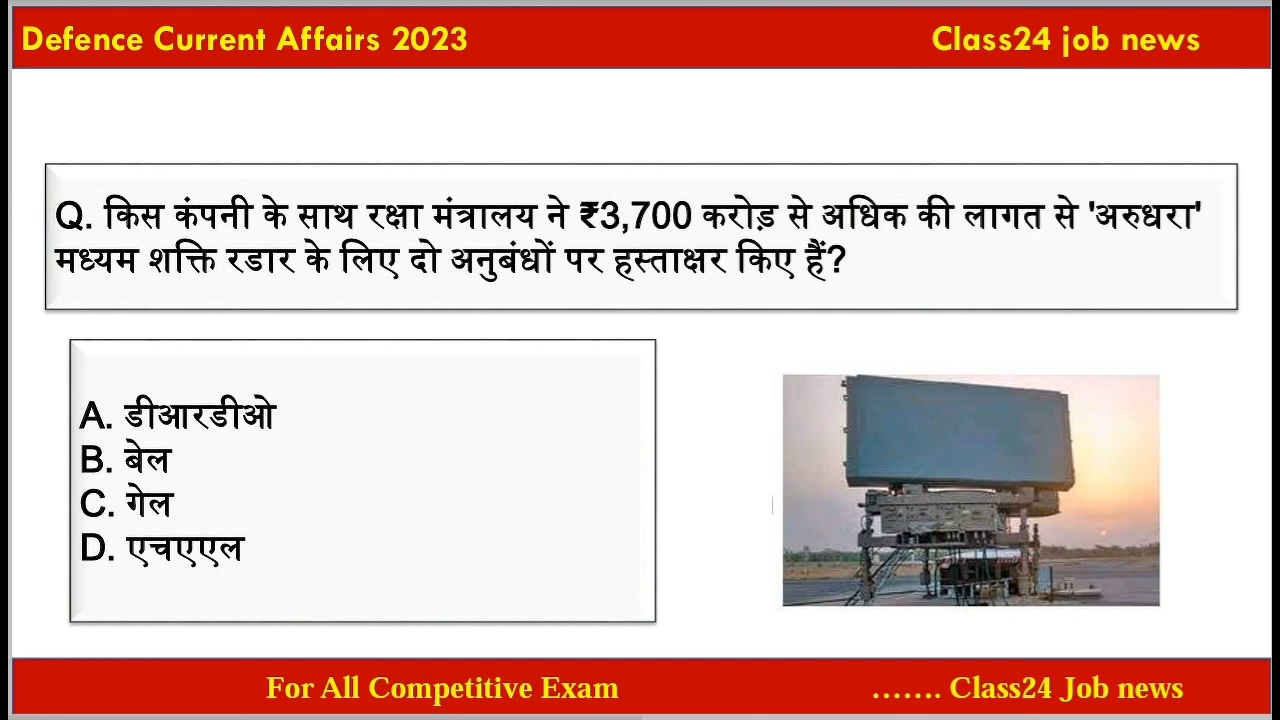 Defence Current Affairs 2023 Class24 job news
Q. किस कंपनी के साथ रक्षा मंत्रालय ने ₹3,700 करोड़ से अधिक की लागत से 'अरुधरा'
मध्यम शक्ति रडार के लिए दो अनुबंधों पर हस्ताक्षर किए हैं?
A. डीआरडीओ
B. बेल
C. गेल
D. एचएएल
For All Competitive Exam ....... Class24 Job news